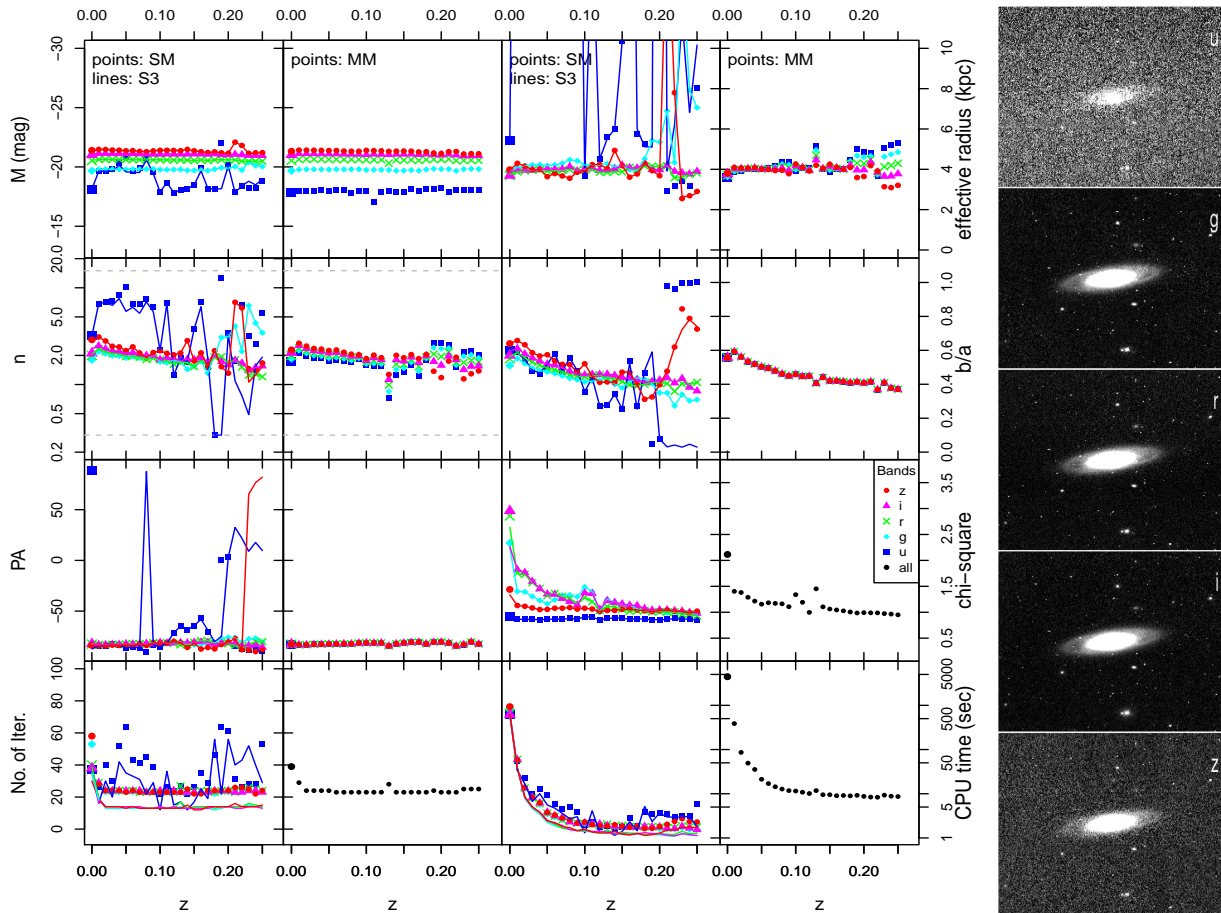 0.00 0.10 0.20 0.00 0.10 0.20 0.00 0.10 0.20 0.00 0.10 0.20
points: SM
lines: S3
points: MM
points: SM
lines: S3
points: MM
M (mag)
-30
-25
-20
-15
effective radius (kpc)
10
8
6
4
2
0
n
20.0
5.0
2.0
0.5
0.2
b/a
1.0
0.8
0.6
0.4
0.2
0.0
PA
50
0
-50
Bands
z
i
r
g
u
all
chi-square
3.5
2.5
1.5
0.5
No. of Iter.
100
80
60
40
20
0
CPU time (sec)
5000
500
50
5
1
0.00 0.10 0.20 0.00 0.10 0.20 0.00 0.10 0.20 0.00 0.10 0.20
z z z z
u
g
r
i
z